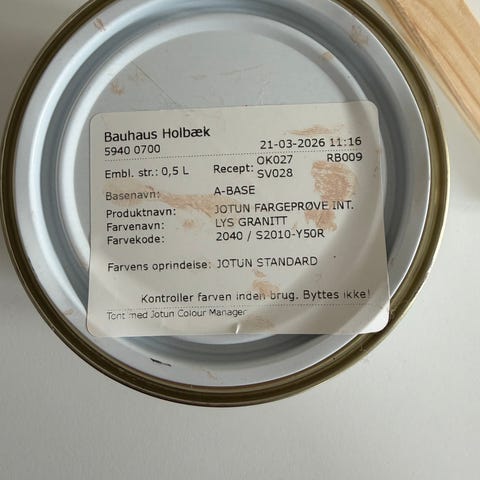 Bauhaus Holbæk
5940 0700
21-03-2026 11:16
Embl. str.: 0,5 L
Recept: OK027 RB009
SV028
Basenavn: A-BASE
Produktnavn: JOTUN FARGEPRØVE INT.
Farvenavn: LYS GRANITT
Farvekode: 2040 / S2010-Y50R
Farvens oprindelse: JOTUN STANDARD
Kontroller farven inden brug. Byttes ikke!
Tont med Jotun Colour Manager